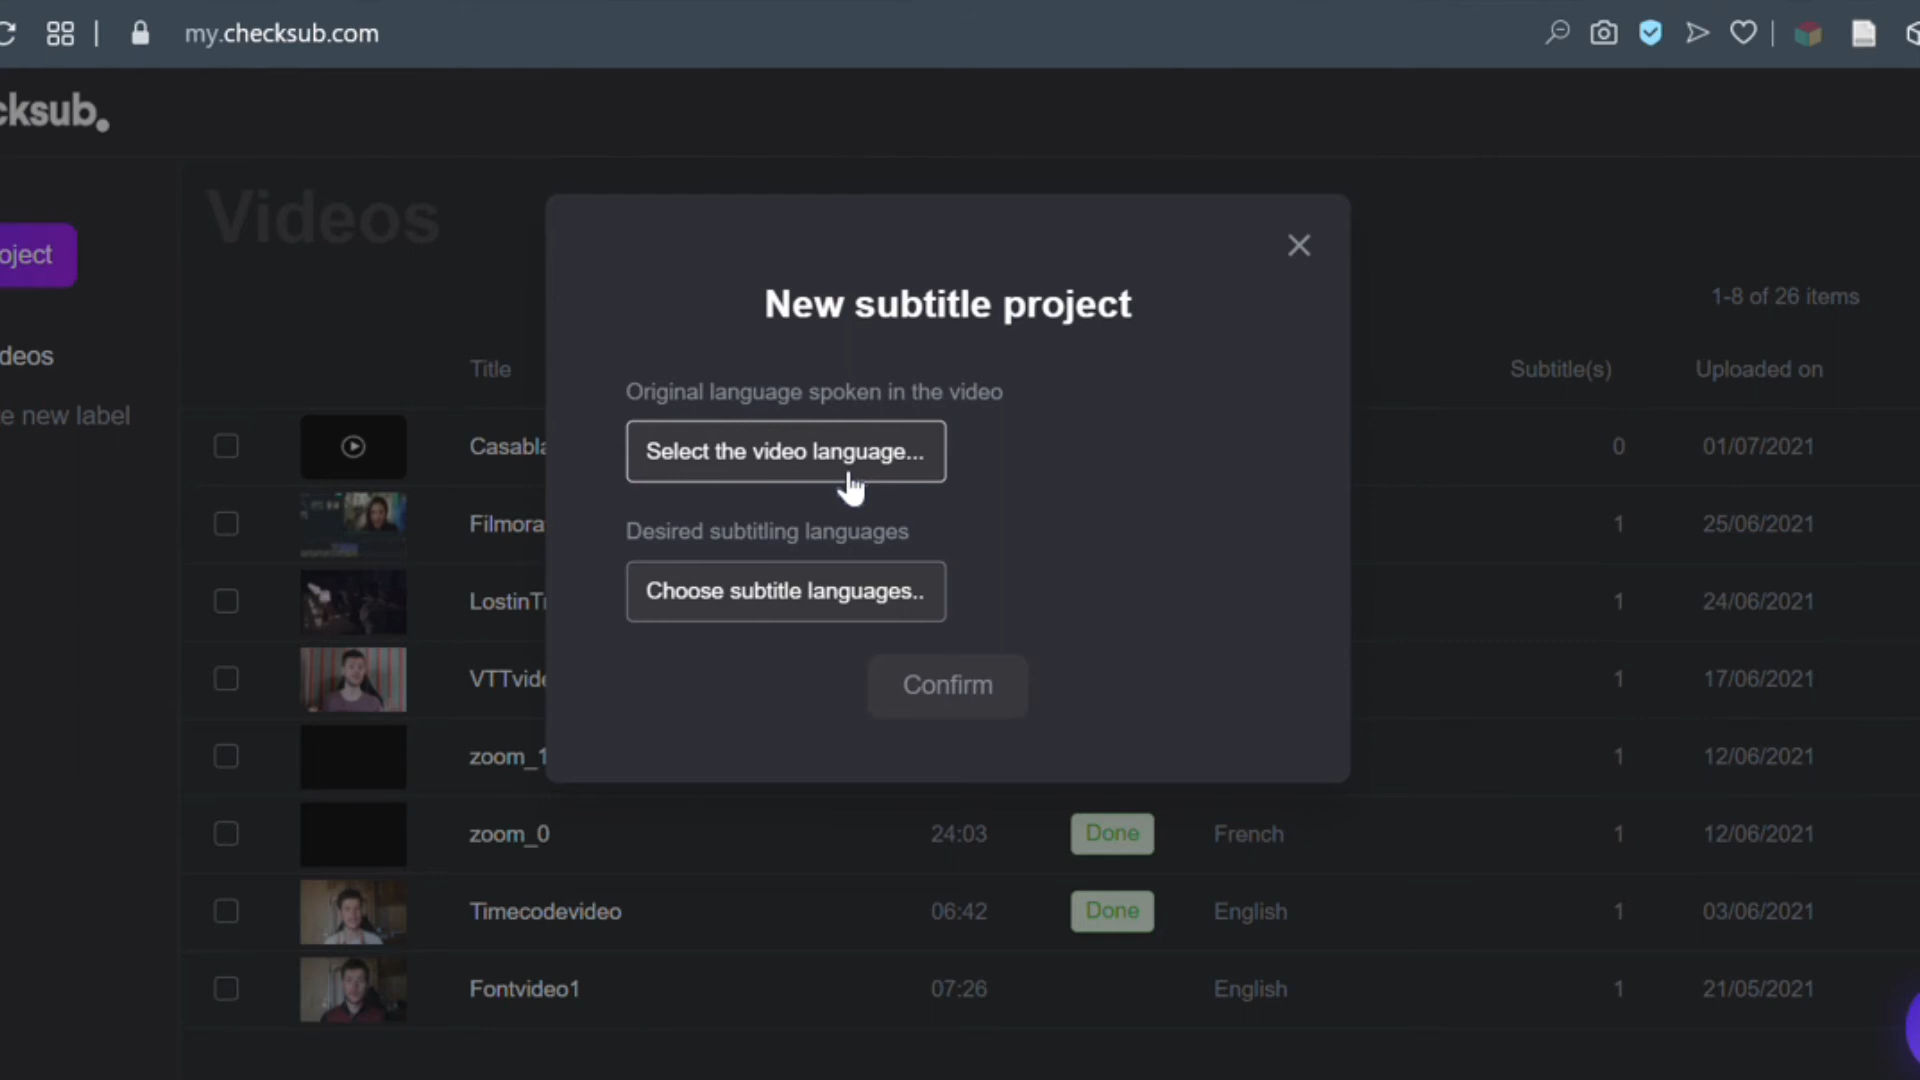 my.checksub.com
cksub.
Videos
oject
New subtitle project
1-8 of 26 items
deos
Title
Subtitle(s)
Uploaded on
Original language spoken in the video
e new label
Select the video language...
Casabla
0
01/07/2021
Filmora
1
25/06/2021
Desired subtitling languages
Choose subtitle languages..
LostinTr
1
24/06/2021
Confirm
VTTvide
1
17/06/2021
zoom_1
1
12/06/2021
zoom_0
24:03
Done
French
1
12/06/2021
Timecodevideo
06:42
Done
English
1
03/06/2021
Fontvideo1
07:26
English
1
21/05/2021